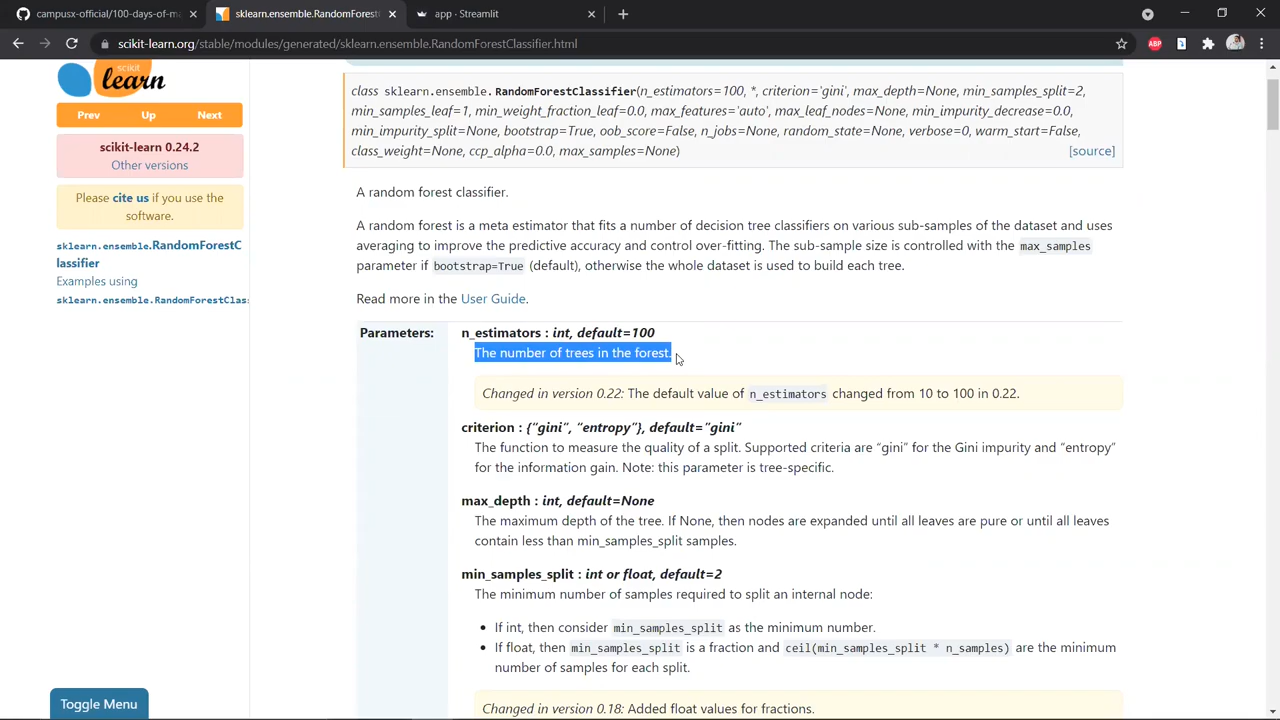 campusx-official/100-days-of-ma
sklearn.ensemble.RandomForestC
app · Streamlit
scikit-learn.org/stable/modules/generated/sklearn.ensemble.RandomForestClassifier.html
ABP
scikit
learn
Prev Up Next
scikit-learn 0.24.2
Other versions
Please cite us if you use the
software.
sklearn.ensemble.RandomForestC
lassifier
Examples using
sklearn.ensemble.RandomForestClas
class sklearn.ensemble.RandomForestClassifier(n_estimators=100, *, criterion='gini', max_depth=None, min_samples_split=2,
min_samples_leaf=1, min_weight_fraction_leaf=0.0, max_features='auto', max_leaf_nodes=None, min_impurity_decrease=0.0,
min_impurity_split=None, bootstrap=True, oob_score=False, n_jobs=None, random_state=None, verbose=0, warm_start=False,
class_weight=None, ccp_alpha=0.0, max_samples=None) [source]
A random forest classifier.
A random forest is a meta estimator that fits a number of decision tree classifiers on various sub-samples of the dataset and uses
averaging to improve the predictive accuracy and control over-fitting. The sub-sample size is controlled with the max_samples
parameter if bootstrap=True (default), otherwise the whole dataset is used to build each tree.
Read more in the User Guide.
Parameters: n_estimators : int, default=100
The number of trees in the forest.
Changed in version 0.22: The default value of n_estimators changed from 10 to 100 in 0.22.
criterion : {"gini", "entropy"}, default="gini"
The function to measure the quality of a split. Supported criteria are “gini” for the Gini impurity and “entropy”
for the information gain. Note: this parameter is tree-specific.
max_depth : int, default=None
The maximum depth of the tree. If None, then nodes are expanded until all leaves are pure or until all leaves
contain less than min_samples_split samples.
min_samples_split : int or float, default=2
The minimum number of samples required to split an internal node:
• If int, then consider min_samples_split as the minimum number.
• If float, then min_samples_split is a fraction and ceil(min_samples_split * n_samples) are the minimum
number of samples for each split.
Changed in version 0.18: Added float values for fractions.
Toggle Menu